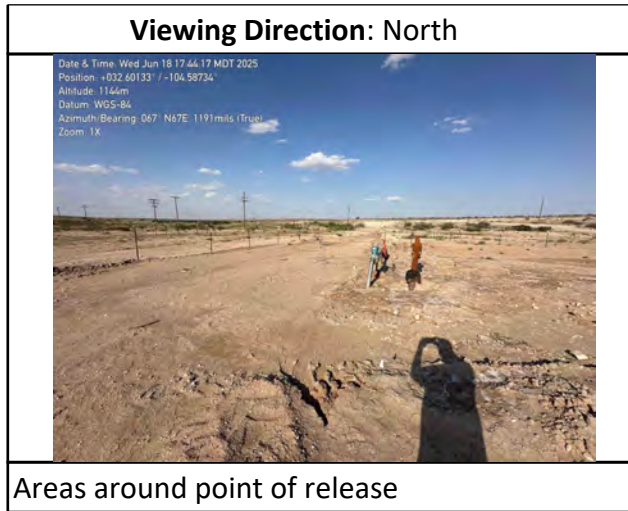 Viewing Direction: North
Date & Time: Wed Jun 18 17:44:17 MDT 2025
Position: +032.60133° / -104.58734°
Altitude: 1144m
Datum: WGS-84
Azimuth/Bearing: 067° N67E 1191mils (True)
Zoom: 1X
Areas around point of release